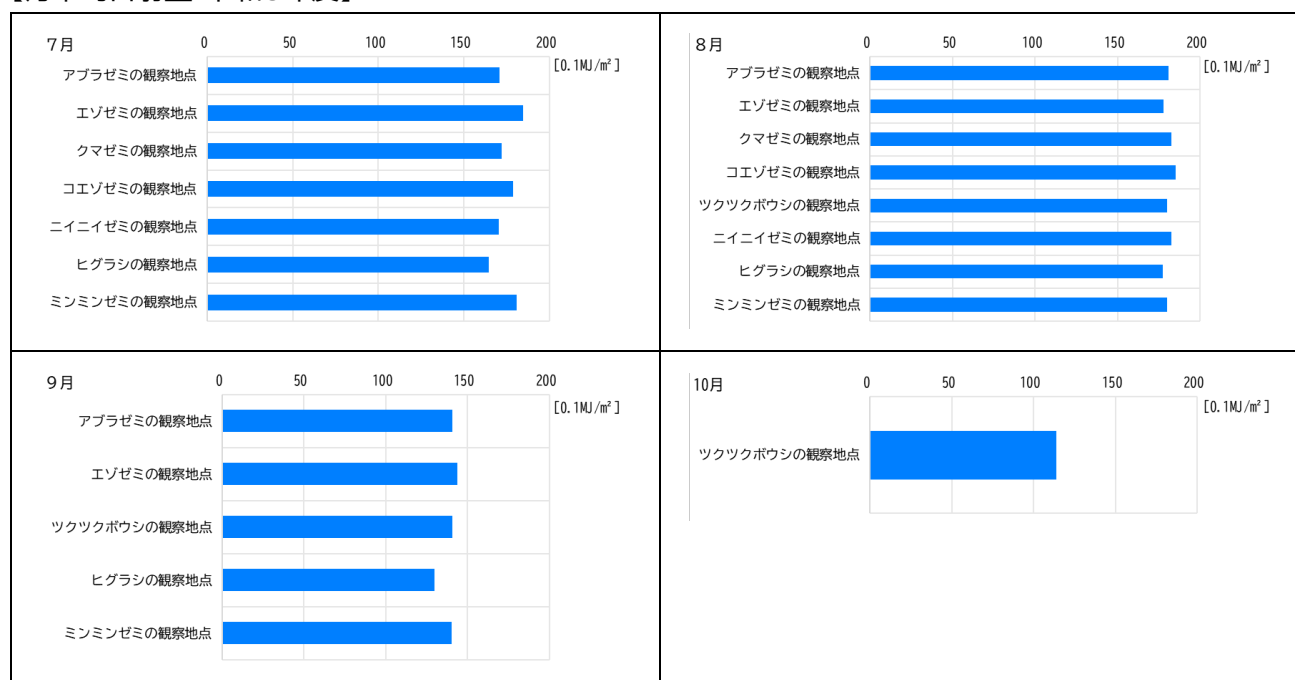 7月
0 50 100 150 200
[0.1MJ/㎡]
アブラゼミの観察地点
エゾゼミの観察地点
クマゼミの観察地点
コエゾゼミの観察地点
ニイニイゼミの観察地点
ヒグラシの観察地点
ミンミンゼミの観察地点
8月
0 50 100 150 200
[0.1MJ/㎡]
アブラゼミの観察地点
エゾゼミの観察地点
クマゼミの観察地点
コエゾゼミの観察地点
ツクツクボウシの観察地点
ニイニイゼミの観察地点
ヒグラシの観察地点
ミンミンゼミの観察地点
9月
0 50 100 150 200
[0.1MJ/㎡]
アブラゼミの観察地点
エゾゼミの観察地点
ツクツクボウシの観察地点
ヒグラシの観察地点
ミンミンゼミの観察地点
10月
0 50 100 150 200
[0.1MJ/㎡]
ツクツクボウシの観察地点